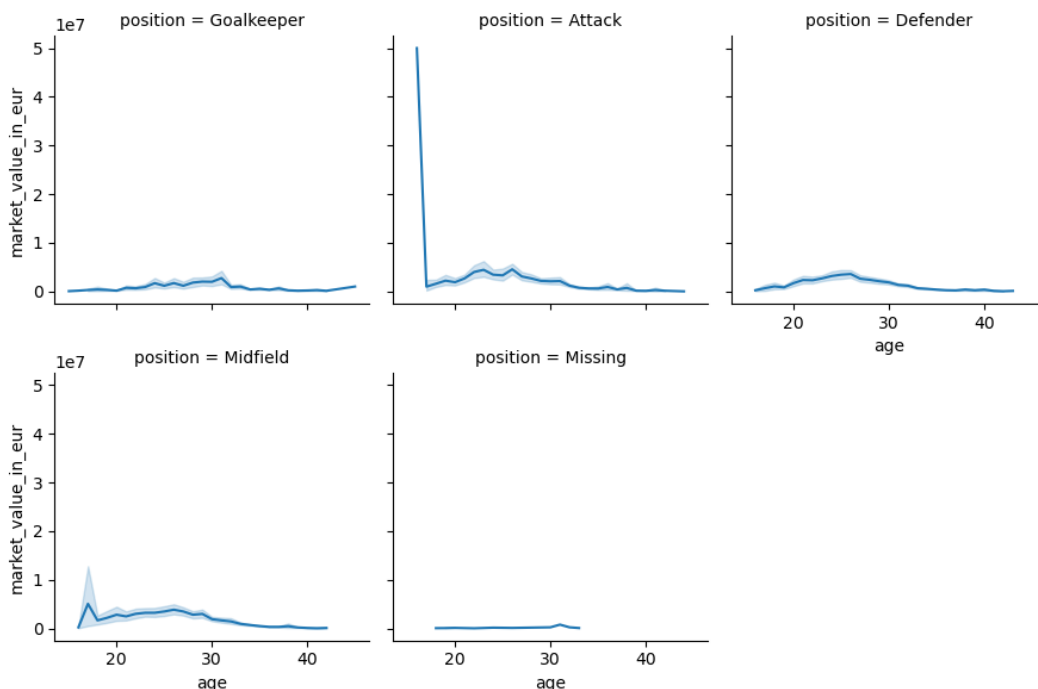 position = Goalkeeper
position = Attack
position = Defender
1e7
5
4
3
2
1
0
market_value_in_eur
20
30
40
age
position = Midfield
position = Missing
1e7
5
4
3
2
1
0
market_value_in_eur
20
30
40
age
20
30
40
age